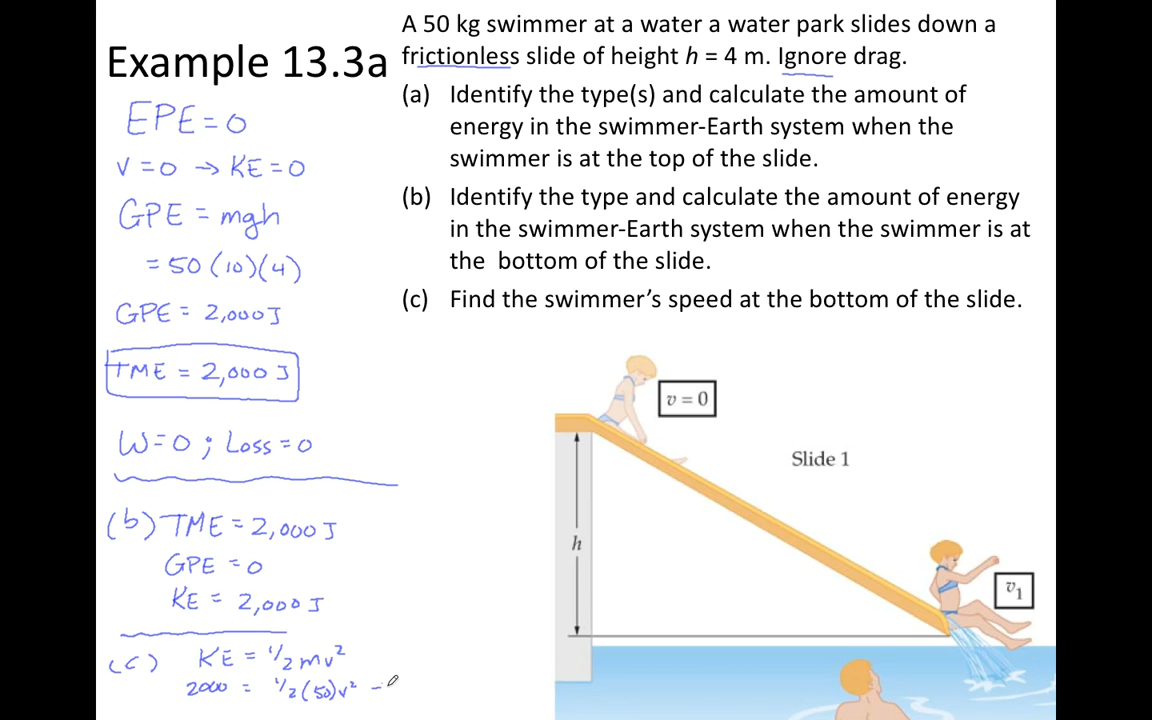 Example 13.3a
A 50 kg swimmer at a water a water park slides down a
frictionless slide of height h = 4 m. Ignore drag.
(a) Identify the type(s) and calculate the amount of
energy in the swimmer-Earth system when the
swimmer is at the top of the slide.
(b) Identify the type and calculate the amount of energy
in the swimmer-Earth system when the swimmer is at
the bottom of the slide.
(c) Find the swimmer's speed at the bottom of the slide.
EPE = 0
V = 0 → KE = 0
GPE = mgh
= 50 (10)(4)
GPE = 2,000 J
TME = 2,000 J
W = 0 ; Loss = 0
(b) TME = 2,000 J
GPE = 0
KE = 2,000 J
(c) KE = 1/2 mv²
2000 = 1/2 (50) v² -
v = 0
Slide 1
h
v₁